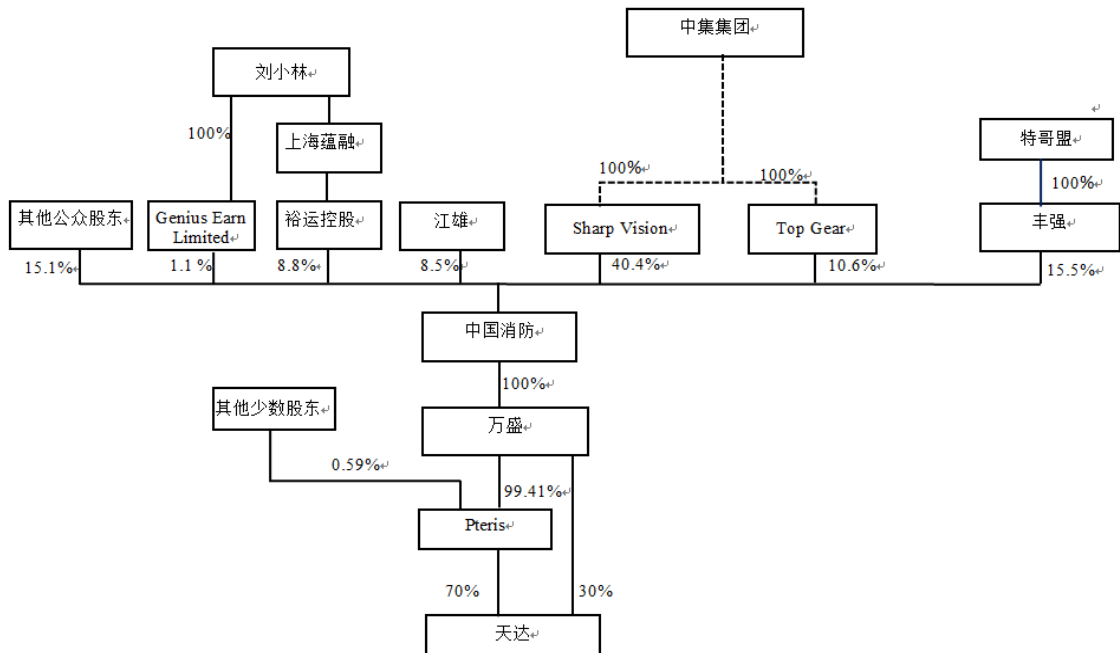 中集集团
刘小林
100%
上海蕴融
特哥盟
100%
100%
100%
其他公众股东
Genius Earn
Limited
裕运控股
江雄
Sharp Vision
Top Gear
丰强
15.1%
1.1 %
8.8%
8.5%
40.4%
10.6%
15.5%
中国消防
100%
其他少数股东
万盛
0.59%
99.41%
Pteris
70%
30%
天达